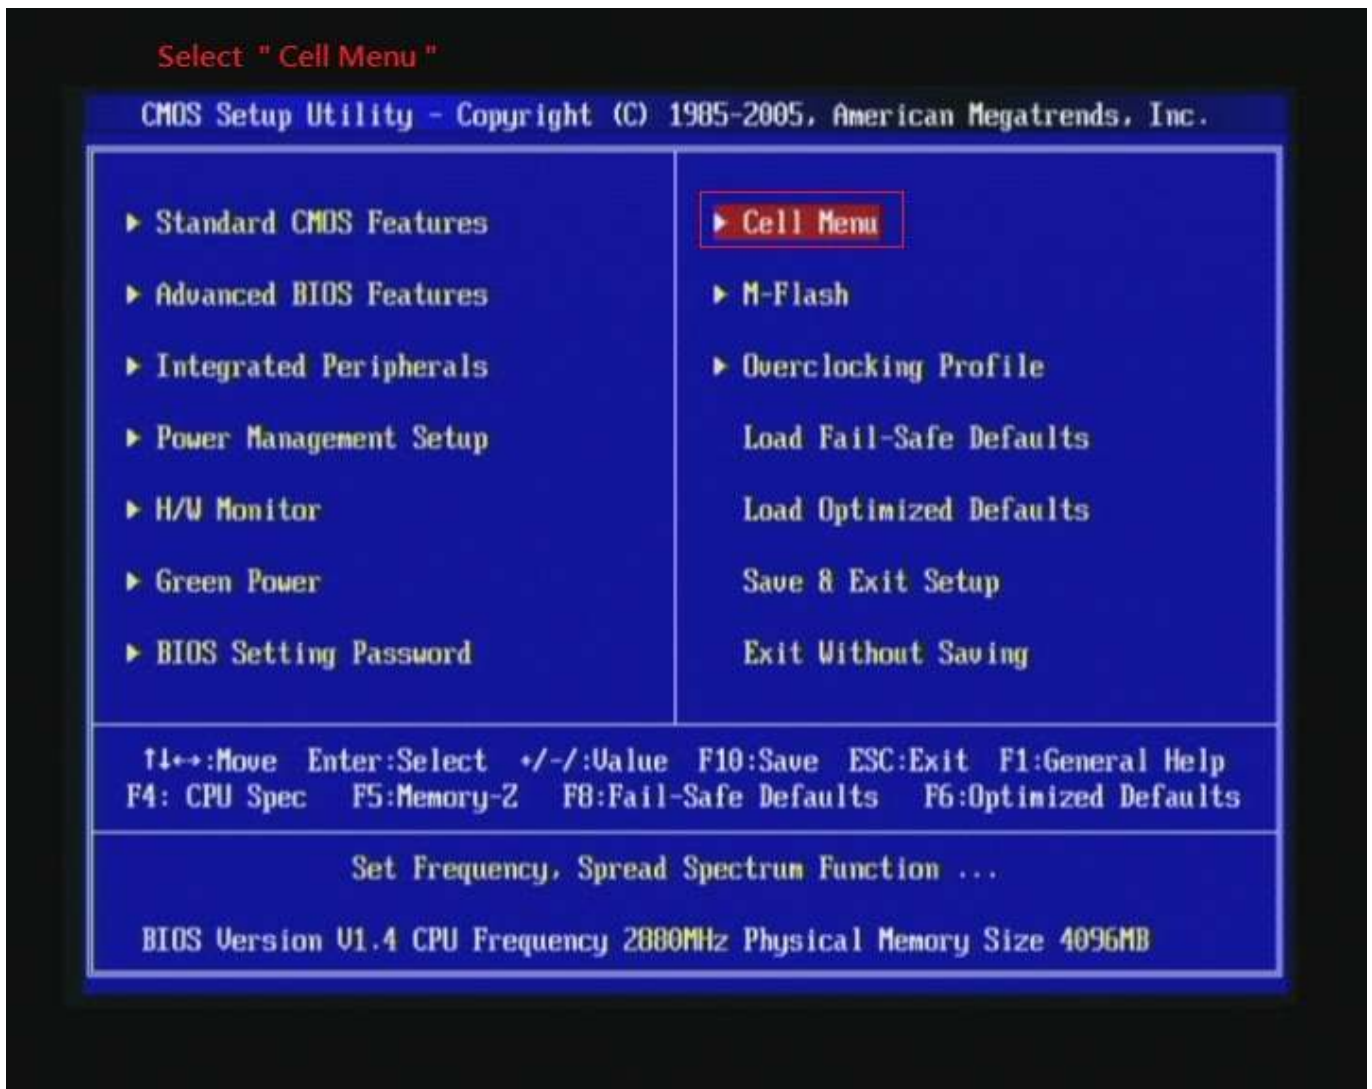 Select " Cell Menu "
CMOS Setup Utility - Copyright (C) 1985-2005, American Megatrends, Inc.
► Standard CMOS Features
► Advanced BIOS Features
► Integrated Peripherals
► Power Management Setup
► H/W Monitor
► Green Power
► BIOS Setting Password
► Cell Menu
► M-Flash
► Overclocking Profile
Load Fail-Safe Defaults
Load Optimized Defaults
Save & Exit Setup
Exit Without Saving
↑↓←→:Move Enter:Select +/-/:Value F10:Save ESC:Exit F1:General Help
F4: CPU Spec F5:Memory-Z F8:Fail-Safe Defaults F6:Optimized Defaults
Set Frequency, Spread Spectrum Function ...
BIOS Version V1.4 CPU Frequency 2880MHz Physical Memory Size 4096MB